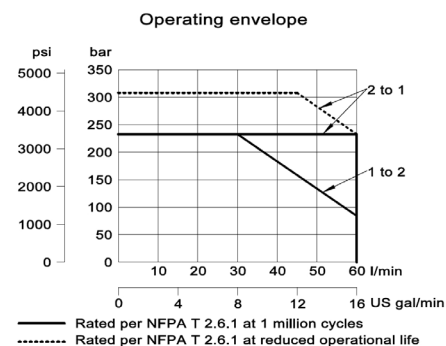 Operating envelope
psi bar
5000 350
4000 300
250
3000 200
2000 150
100
1000 50
0 0
2 to 1
1 to 2
10 20 30 40 50 60 l/min
0 4 8 12 16 US gal/min
Rated per NFPA T 2.6.1 at 1 million cycles
Rated per NFPA T 2.6.1 at reduced operational life